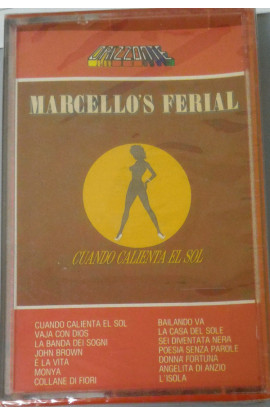 ORIZZONTE
MARCELLO'S FERIAL
CUANDO CALIENTA EL SOL
CUANDO CALIENTA EL SOL
VAJA CON DIOS
LA BANDA DEI SOGNI
JOHN BROWN
E LA VITA
MONYA
COLLANE DI FIORI
BAILANDO VA
LA CASA DEL SOLE
SEI DIVENTATA NERA
POESIA SENZA PAROLE
DONNA FORTUNA
ANGELITA DI ANZIO
L'ISOLA